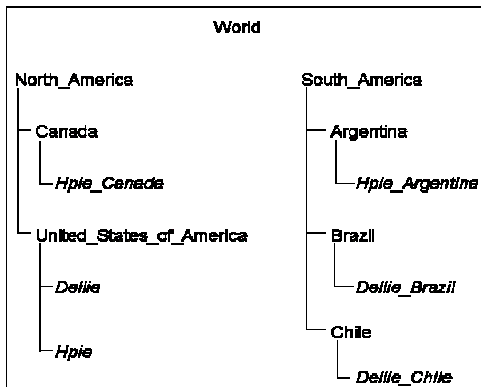 World
North_America
Canada
Hpie_Canada
United_States_of_America
Dellie
Hpie
South_America
Argentina
Hpie_Argentina
Brazil
Dellie_Brazil
Chile
Dellie_Chile